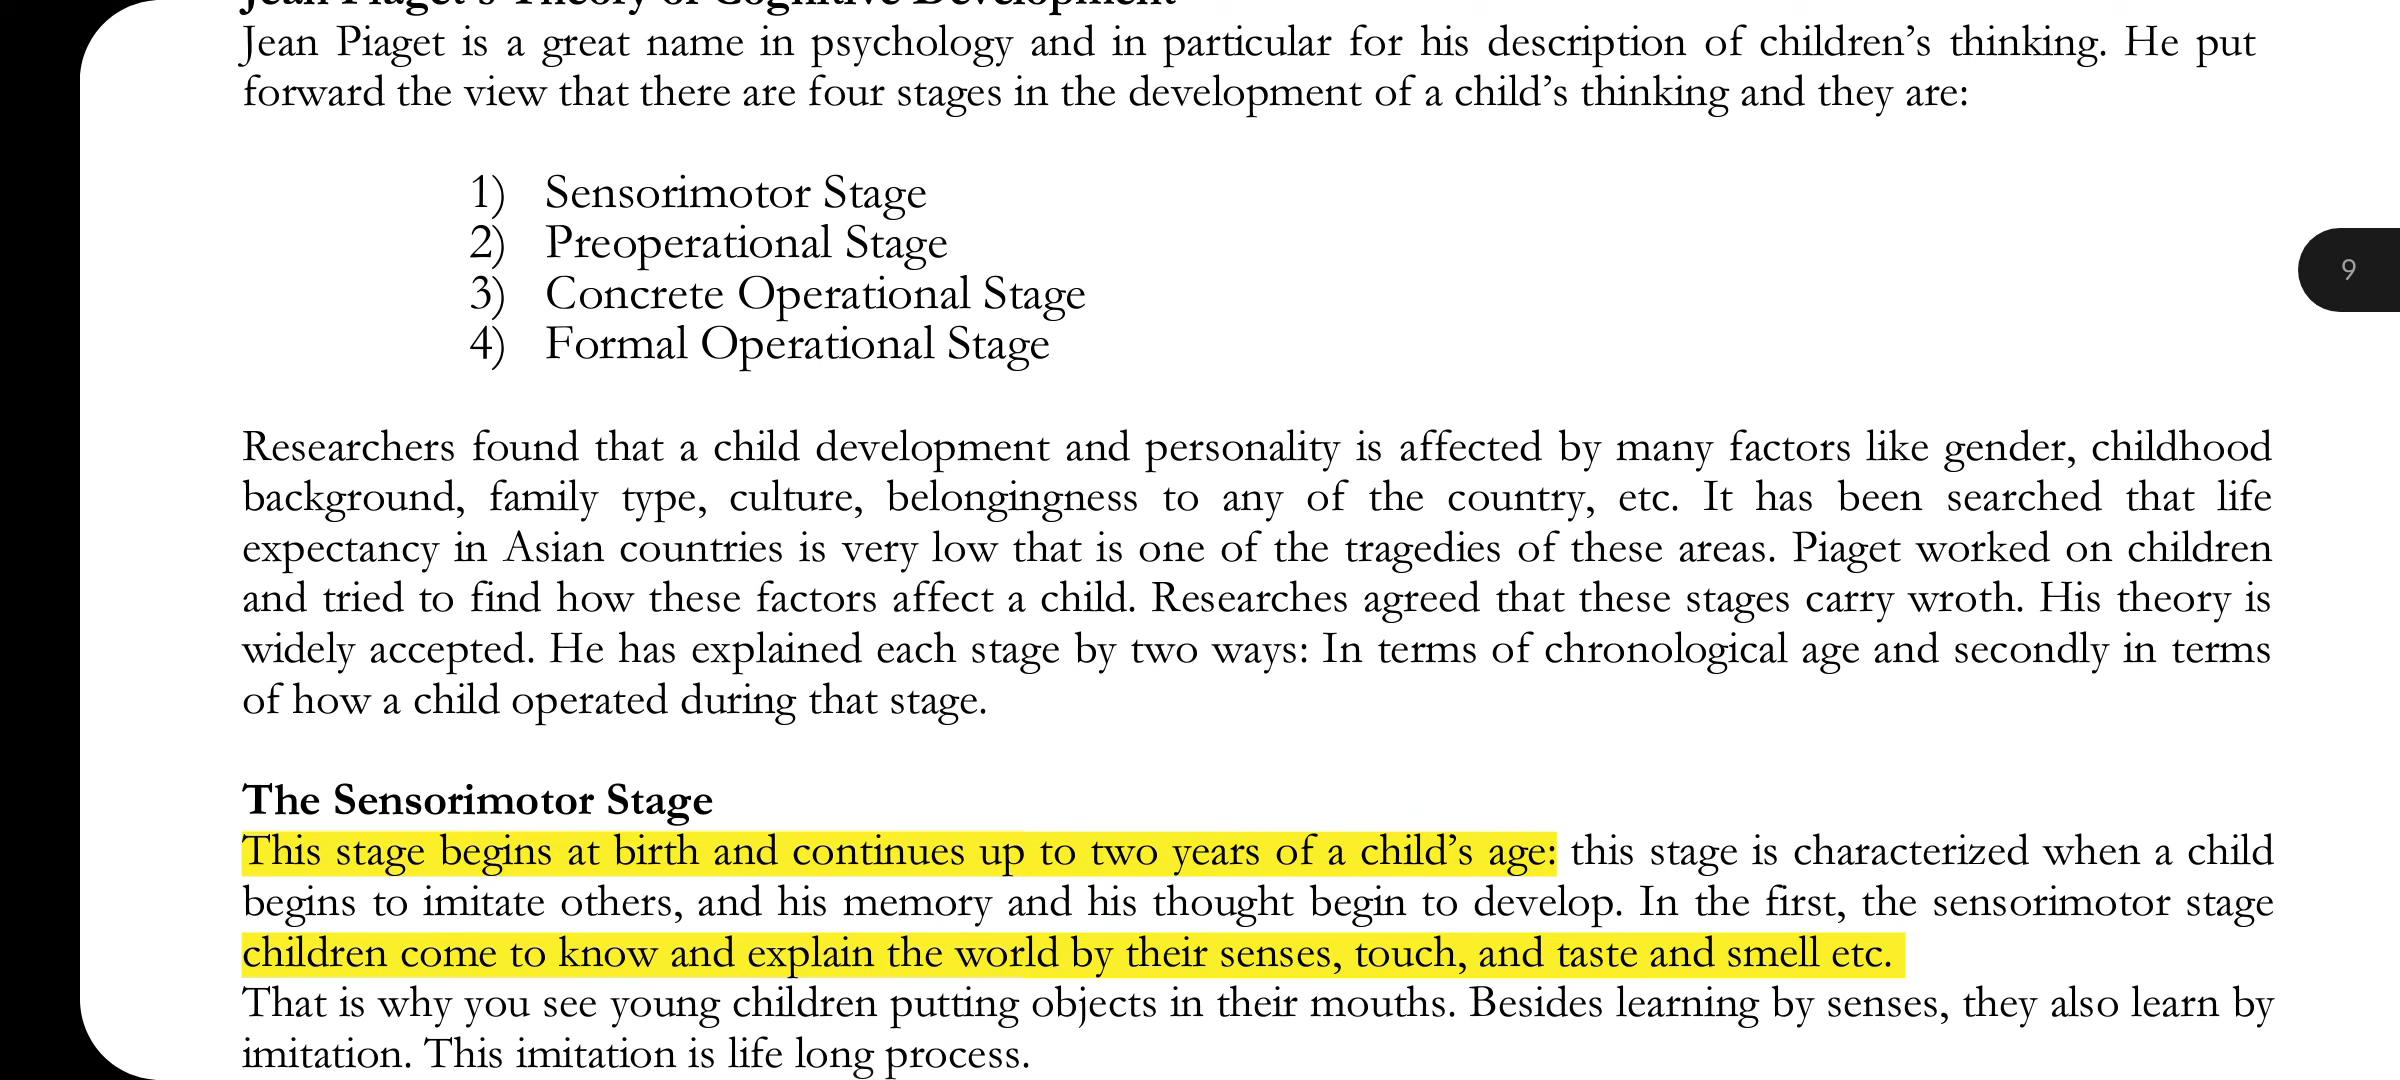 Jean Piaget's Theory of Cognitive Development
Jean Piaget is a great name in psychology and in particular for his description of children’s thinking. He put
forward the view that there are four stages in the development of a child’s thinking and they are:
1) Sensorimotor Stage
2) Preoperational Stage
3) Concrete Operational Stage
4) Formal Operational Stage
9
Researchers found that a child development and personality is affected by many factors like gender, childhood
background, family type, culture, belongingness to any of the country, etc. It has been searched that life
expectancy in Asian countries is very low that is one of the tragedies of these areas. Piaget worked on children
and tried to find how these factors affect a child. Researches agreed that these stages carry wroth. His theory is
widely accepted. He has explained each stage by two ways: In terms of chronological age and secondly in terms
of how a child operated during that stage.
The Sensorimotor Stage
This stage begins at birth and continues up to two years of a child’s age: this stage is characterized when a child
begins to imitate others, and his memory and his thought begin to develop. In the first, the sensorimotor stage
children come to know and explain the world by their senses, touch, and taste and smell etc.
That is why you see young children putting objects in their mouths. Besides learning by senses, they also learn by
imitation. This imitation is life long process.